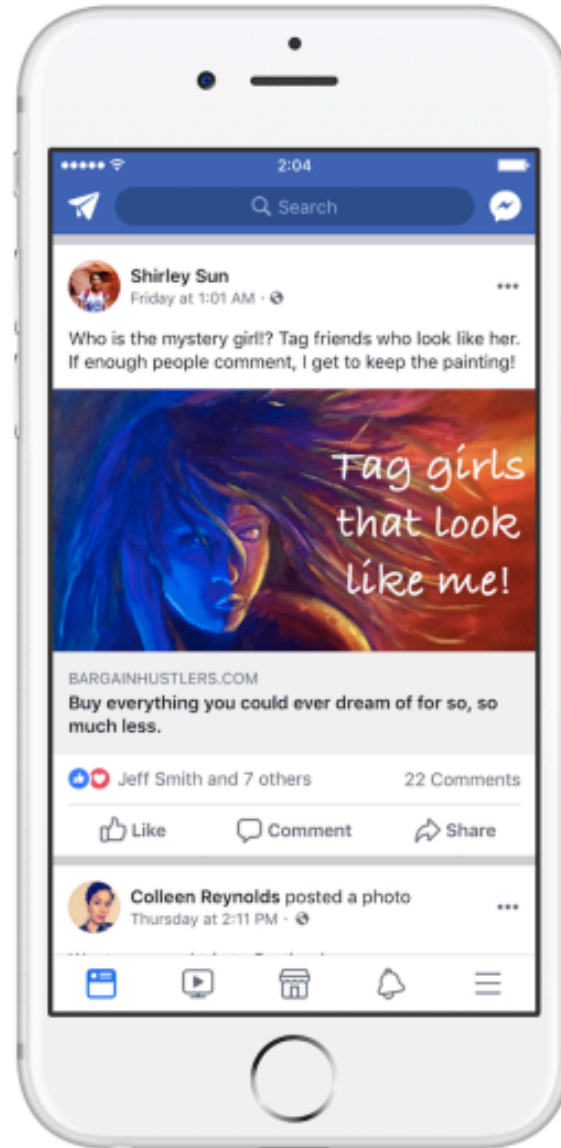 2:04
Search
Shirley Sun
Friday at 1:01 AM ·
Who is the mystery girl!? Tag friends who look like her.
If enough people comment, I get to keep the painting!
Tag girls
that look
like me!
BARGAINHUSTLERS.COM
Buy everything you could ever dream of for so, so
much less.
Jeff Smith and 7 others 22 Comments
Like Comment Share
Colleen Reynolds posted a photo
Thursday at 2:11 PM ·